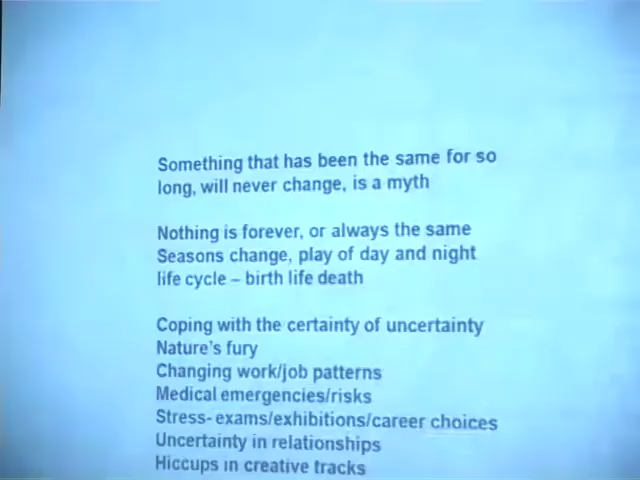 Something that has been the same for so
long, will never change, is a myth
Nothing is forever, or always the same
Seasons change, play of day and night
life cycle – birth life death
Coping with the certainty of uncertainty
Nature's fury
Changing work/job patterns
Medical emergencies/risks
Stress- exams/exhibitions/career choices
Uncertainty in relationships
Hiccups in creative tracks